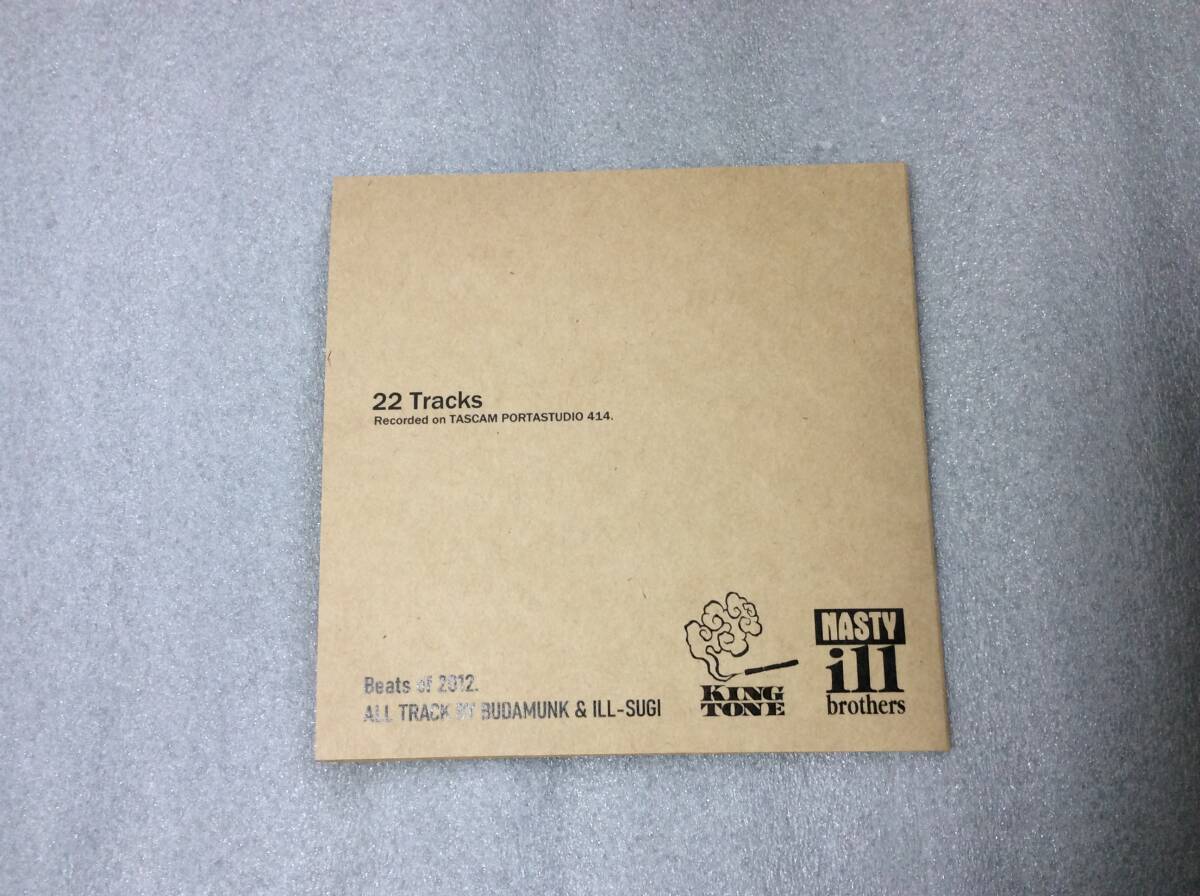 22 Tracks
Recorded on TASCAM PORTASTUDIO 414.
Beats of 2012.
ALL TRACK BY BUDAMUNK & ILL-SUGI
KING
TONE
NASTY
ill
brothers